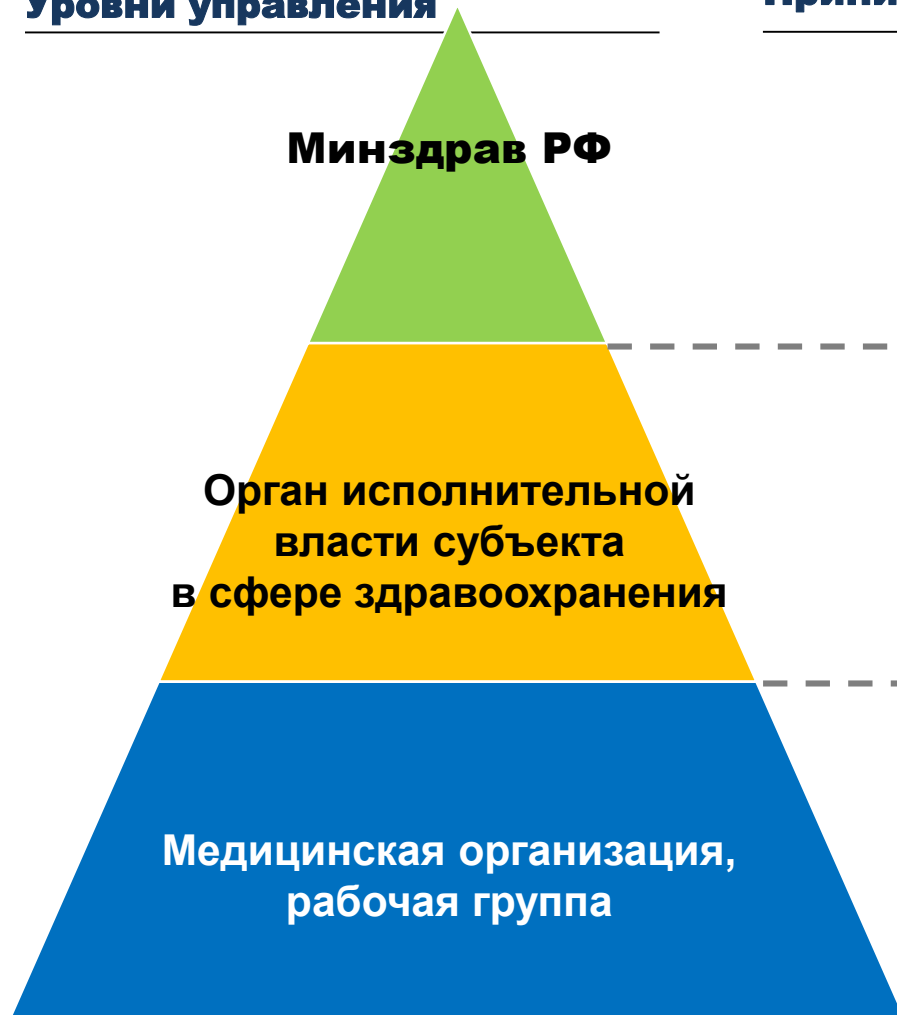 Уровни управления
Минздрав РФ
Орган исполнительной
власти субъекта
в сфере здравоохранения
Медицинская организация,
рабочая группа